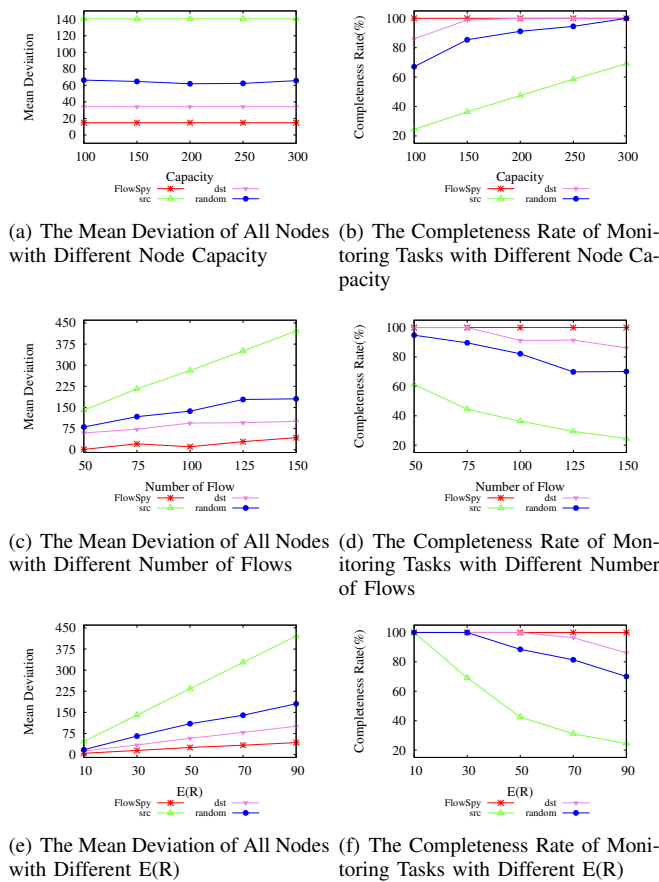 Mean Deviation
140
120
100
80
60
40
20
0
100 150 200 250 300
Capacity
FlowSpy dst
src random
Completeness Rate(%)
100
80
60
40
20
100 150 200 250 300
Capacity
FlowSpy dst
src random
(a) The Mean Deviation of All Nodes
with Different Node Capacity
(b) The Completeness Rate of Moni-
toring Tasks with Different Node Ca-
pacity
Mean Deviation
450
375
300
225
150
75
0
50 75 100 125 150
Number of Flow
FlowSpy dst
src random
Completeness Rate(%)
100
80
60
40
20
50 75 100 125 150
Number of Flow
FlowSpy dst
src random
(c) The Mean Deviation of All Nodes
with Different Number of Flows
(d) The Completeness Rate of Mon-
itoring Tasks with Different Number
of Flows
Mean Deviation
450
375
300
225
150
75
0
10 30 50 70 90
E(R)
FlowSpy dst
src random
Completeness Rate(%)
100
80
60
40
20
10 30 50 70 90
E(R)
FlowSpy dst
src random
(e) The Mean Deviation of All Nodes
with Different E(R)
(f) The Completeness Rate of Moni-
toring Tasks with Different E(R)